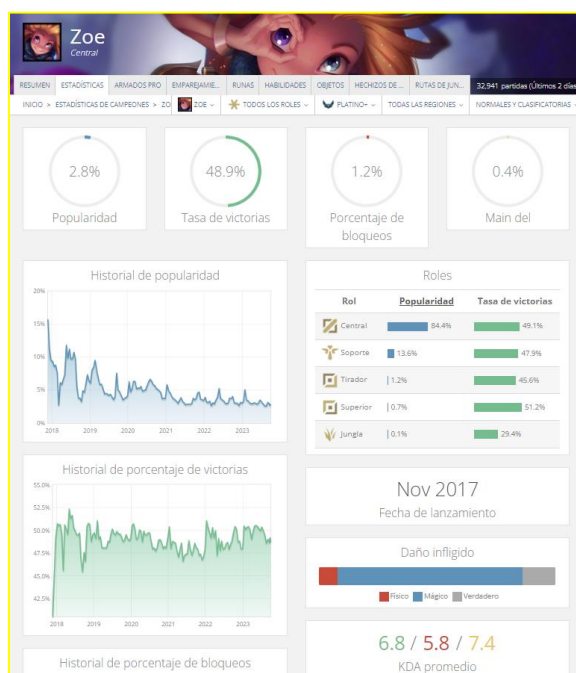 Zoe
Central
RESUMEN ESTADÍSTICAS ARMADOS PRO EMPAREJAMIE... RUNAS HABILIDADES OBJETOS HECHIZOS DE ... RUTAS DE JUN... 32,941 partidas (Últimos 2 días
INICIO > ESTADÍSTICAS DE CAMPEONES > ZO ZOE TODOS LOS ROLES PLATINO+ TODAS LAS REGIONES NORMALES Y CLASIFICATORIAS
2.8%
Popularidad
48.9%
Tasa de victorias
1.2%
Porcentaje de
bloqueos
0.4%
Main del
Historial de popularidad
20%
15%
10%
5%
0%
2018 2019 2020 2021 2022 2023
Roles
Rol Popularidad Tasa de victorias
Central 84.4% 49.1%
Soporte 13.6% 47.9%
Tirador 1.2% 45.6%
Superior 0.7% 51.2%
Jungla 0.1% 29.4%
Historial de porcentaje de victorias
55.0%
52.5%
50.0%
47.5%
45.0%
42.5%
2018 2019 2020 2021 2022 2023
Nov 2017
Fecha de lanzamiento
Daño infligido
Físico Mágico Verdadero
6.8 / 5.8 / 7.4
KDA promedio
Historial de porcentaje de bloqueos